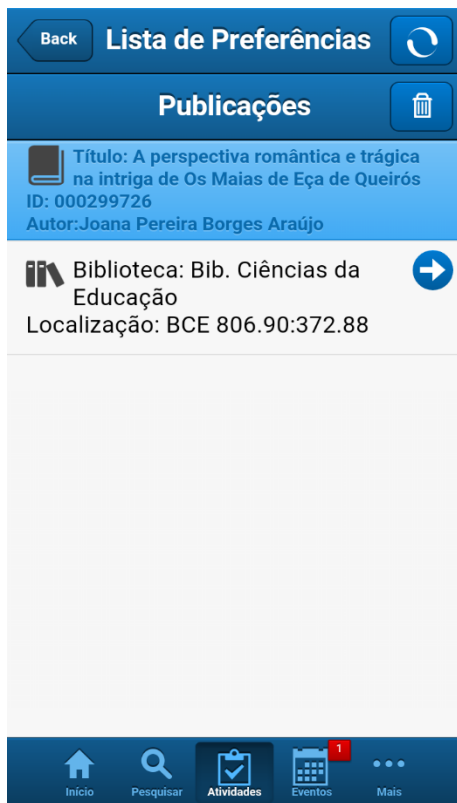 Back
Lista de Preferências
Publicações
Título: A perspectiva romântica e trágica
na intriga de Os Maias de Eça de Queirós
ID: 000299726
Autor:Joana Pereira Borges Araújo
Biblioteca: Bib. Ciências da
Educação
Localização: BCE 806.90:372.88
1
Início Pesquisar Atividades Eventos Mais